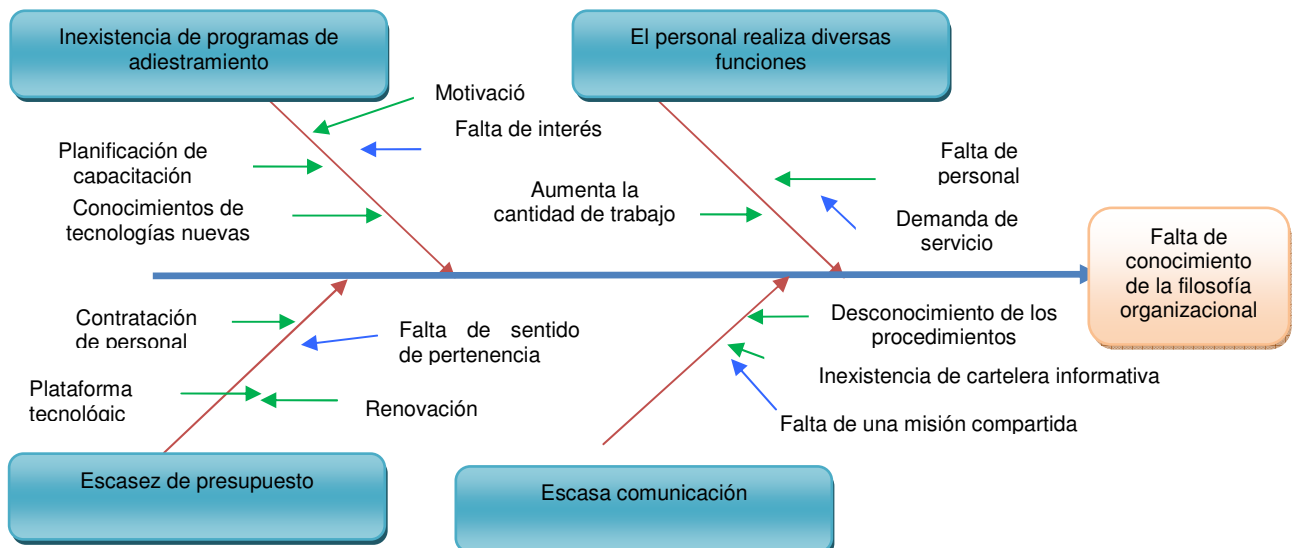 Inexistencia de programas de
adiestramiento
El personal realiza diversas
funciones
Motivació
Falta de interés
Planificación de
capacitación
Conocimientos de
tecnologías nuevas
Falta de
personal
Aumenta la
cantidad de trabajo
Demanda de
servicio
Falta de
conocimiento
de la filosofía
organizacional
Contratación
de personal
Falta de sentido
de pertenencia
Desconocimiento de los
procedimientos
Inexistencia de cartelera informativa
Plataforma
tecnológic
Renovación
Falta de una misión compartida
Escasez de presupuesto
Escasa comunicación